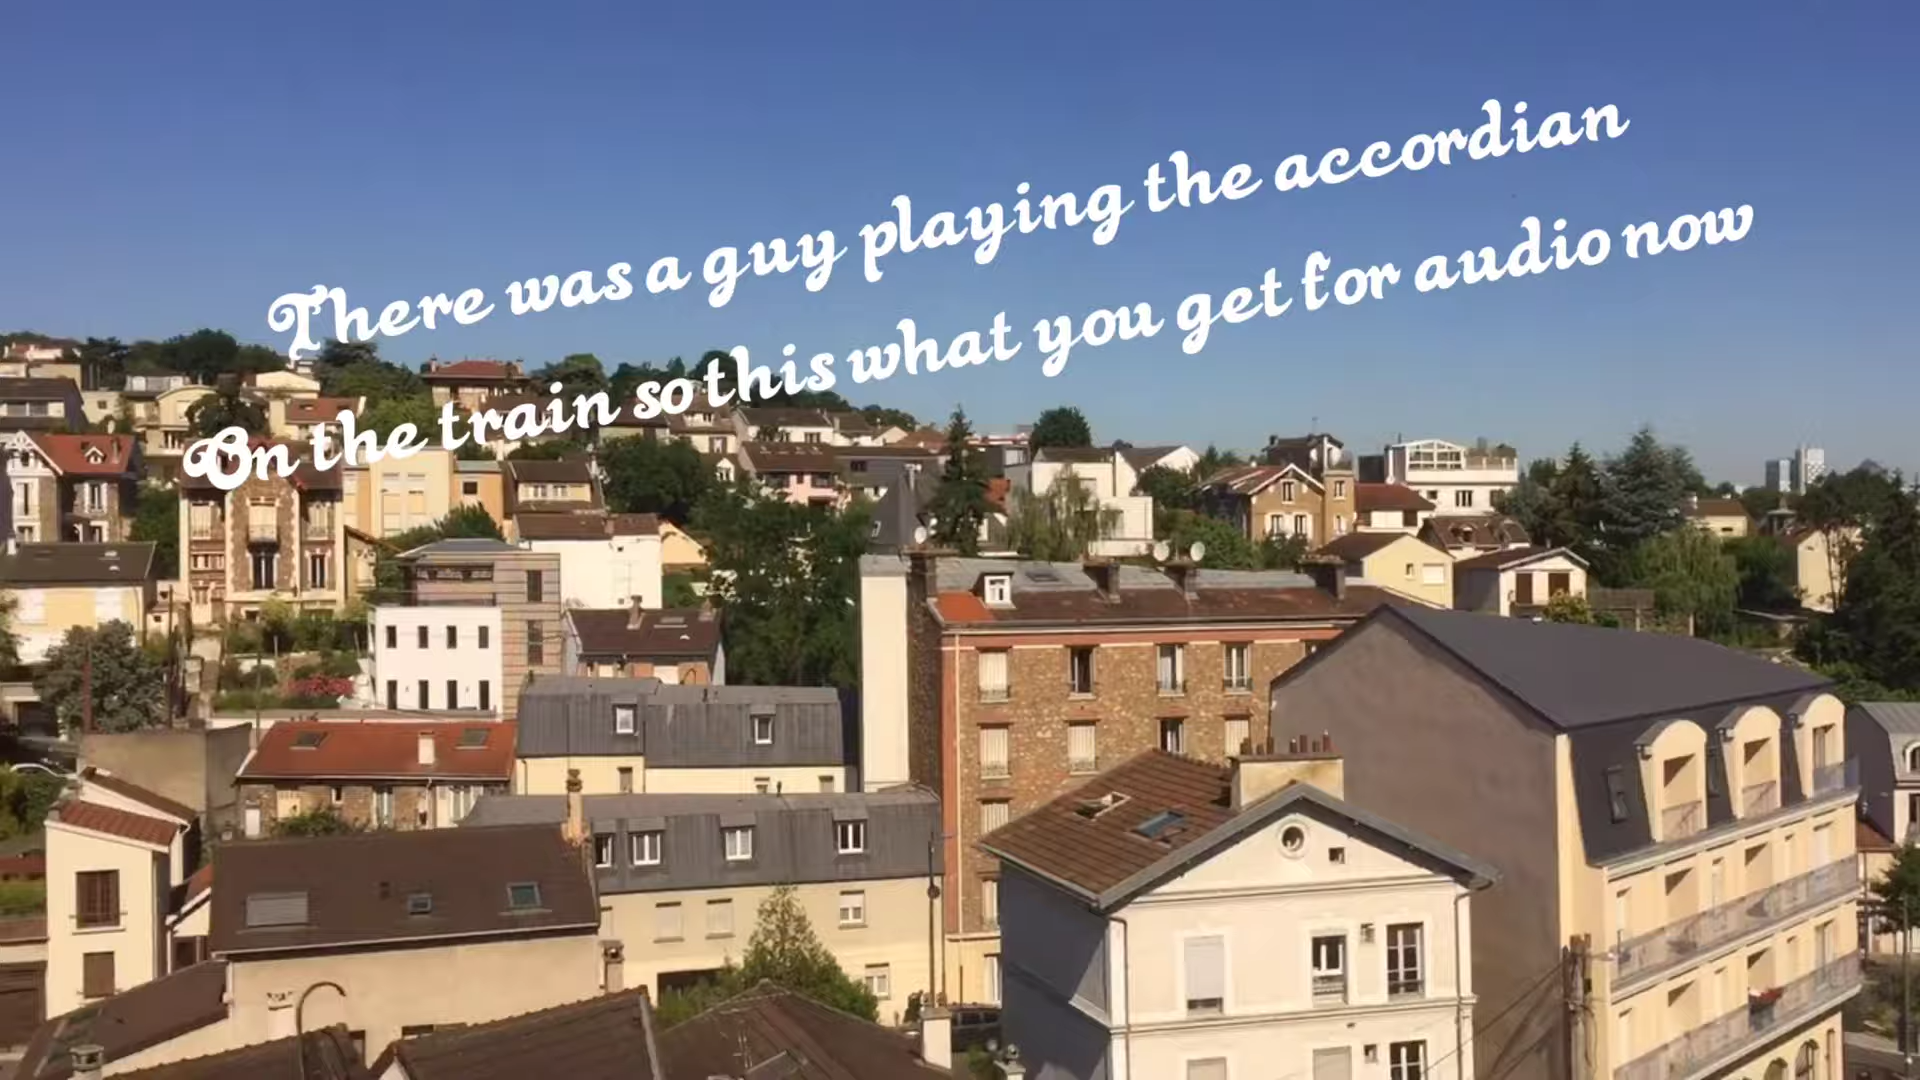 There was a guy playing the accordian
On the train so this what you get for audio now